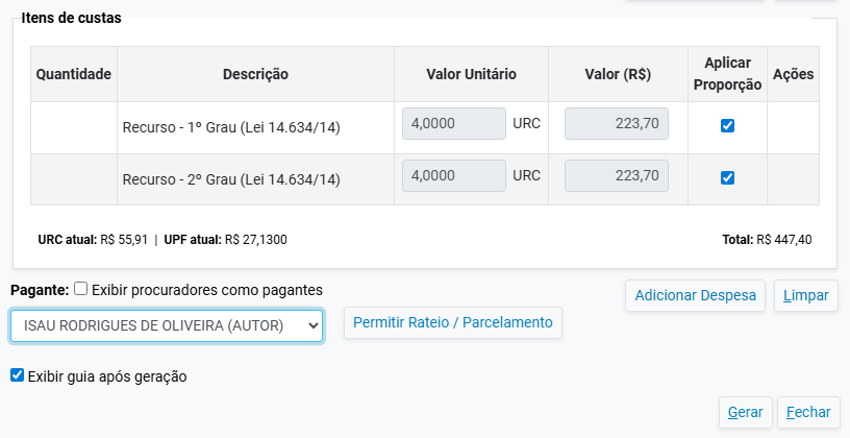 Itens de custas
Quantidade Descrição Valor Unitário Valor (R$) Aplicar Proporção Ações
Recurso - 1º Grau (Lei 14.634/14) 4,0000 URC 223,70
Recurso - 2º Grau (Lei 14.634/14) 4,0000 URC 223,70
URC atual: R$ 55,91 | UPF atual: R$ 27,1300 Total: R$ 447,40
Pagante: Exibir procuradores como pagantes Adicionar Despesa Limpar
ISAU RODRIGUES DE OLIVEIRA (AUTOR) Permitir Rateio / Parcelamento
Exibir guia após geração
Gerar Fechar